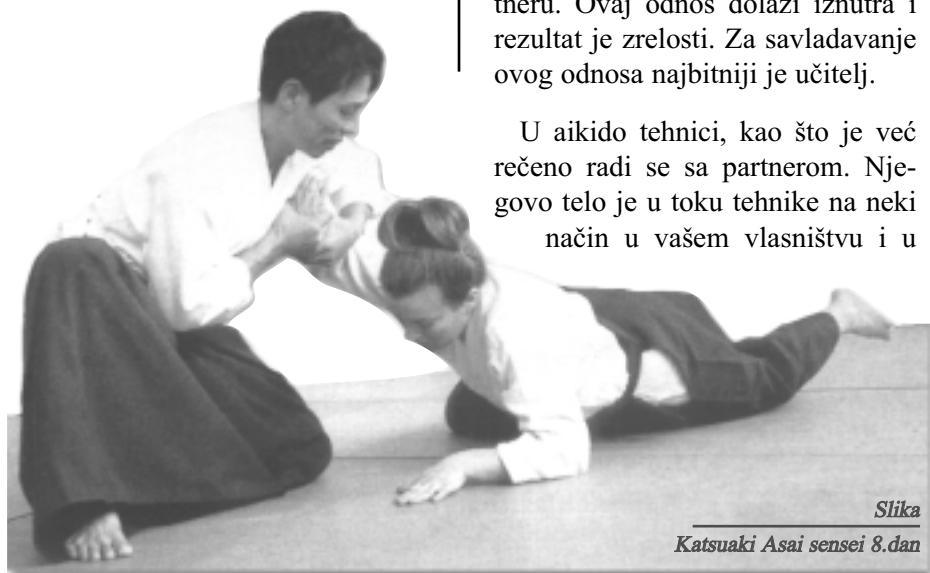 tneru. Ovaj odnos dolazi iznutra i
rezultat je zrelosti. Za savladavanje
ovog odnosa najbitniji je učitelj.
U aikido tehnici, kao što je već
rečeno radi se sa partnerom. Nje-
govo telo je u toku tehnike na neki
način u vašem vlasništvu i u
Slika
Katsuaki Asai sensei 8.dan